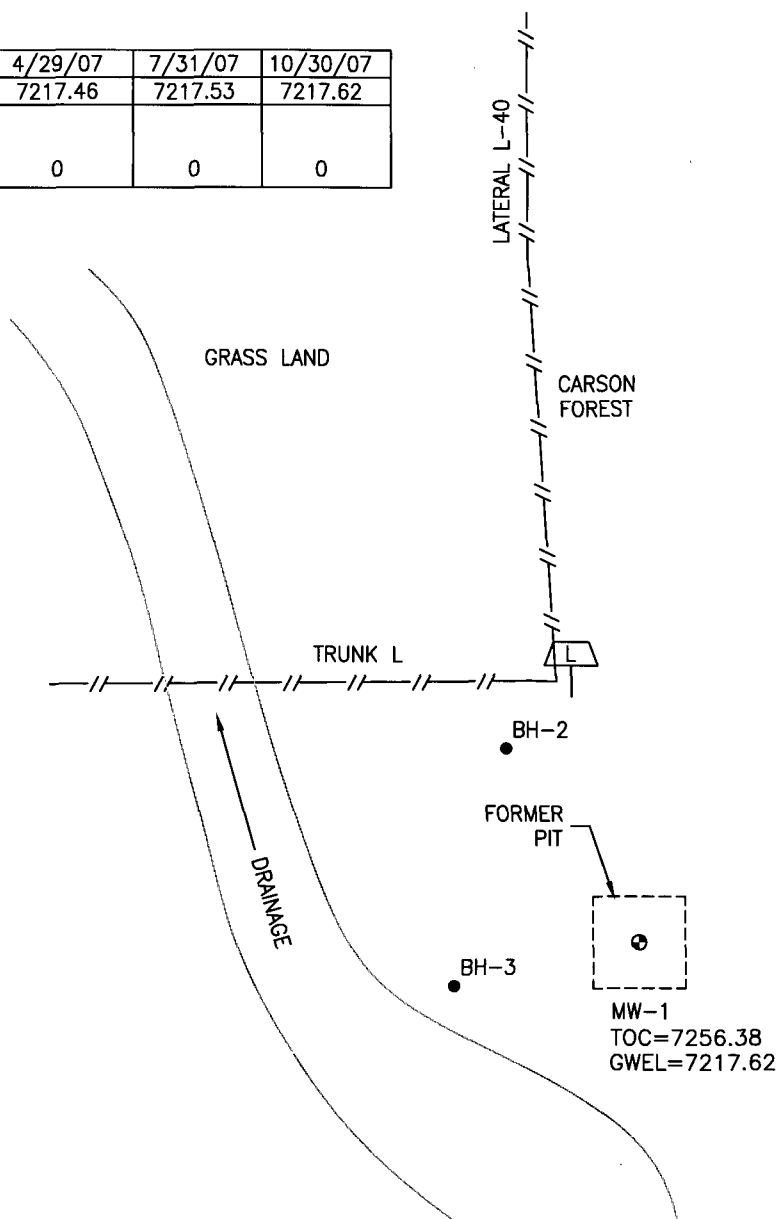 4/29/07 7/31/07 10/30/07
7217.46 7217.53 7217.62
0 0 0
LATERAL L-40
GRASS LAND
CARSON
FOREST
TRUNK L
L
BH-2
FORMER
PIT
DRAINAGE
BH-3
MW-1
TOC=7256.38
GWEL=7217.62